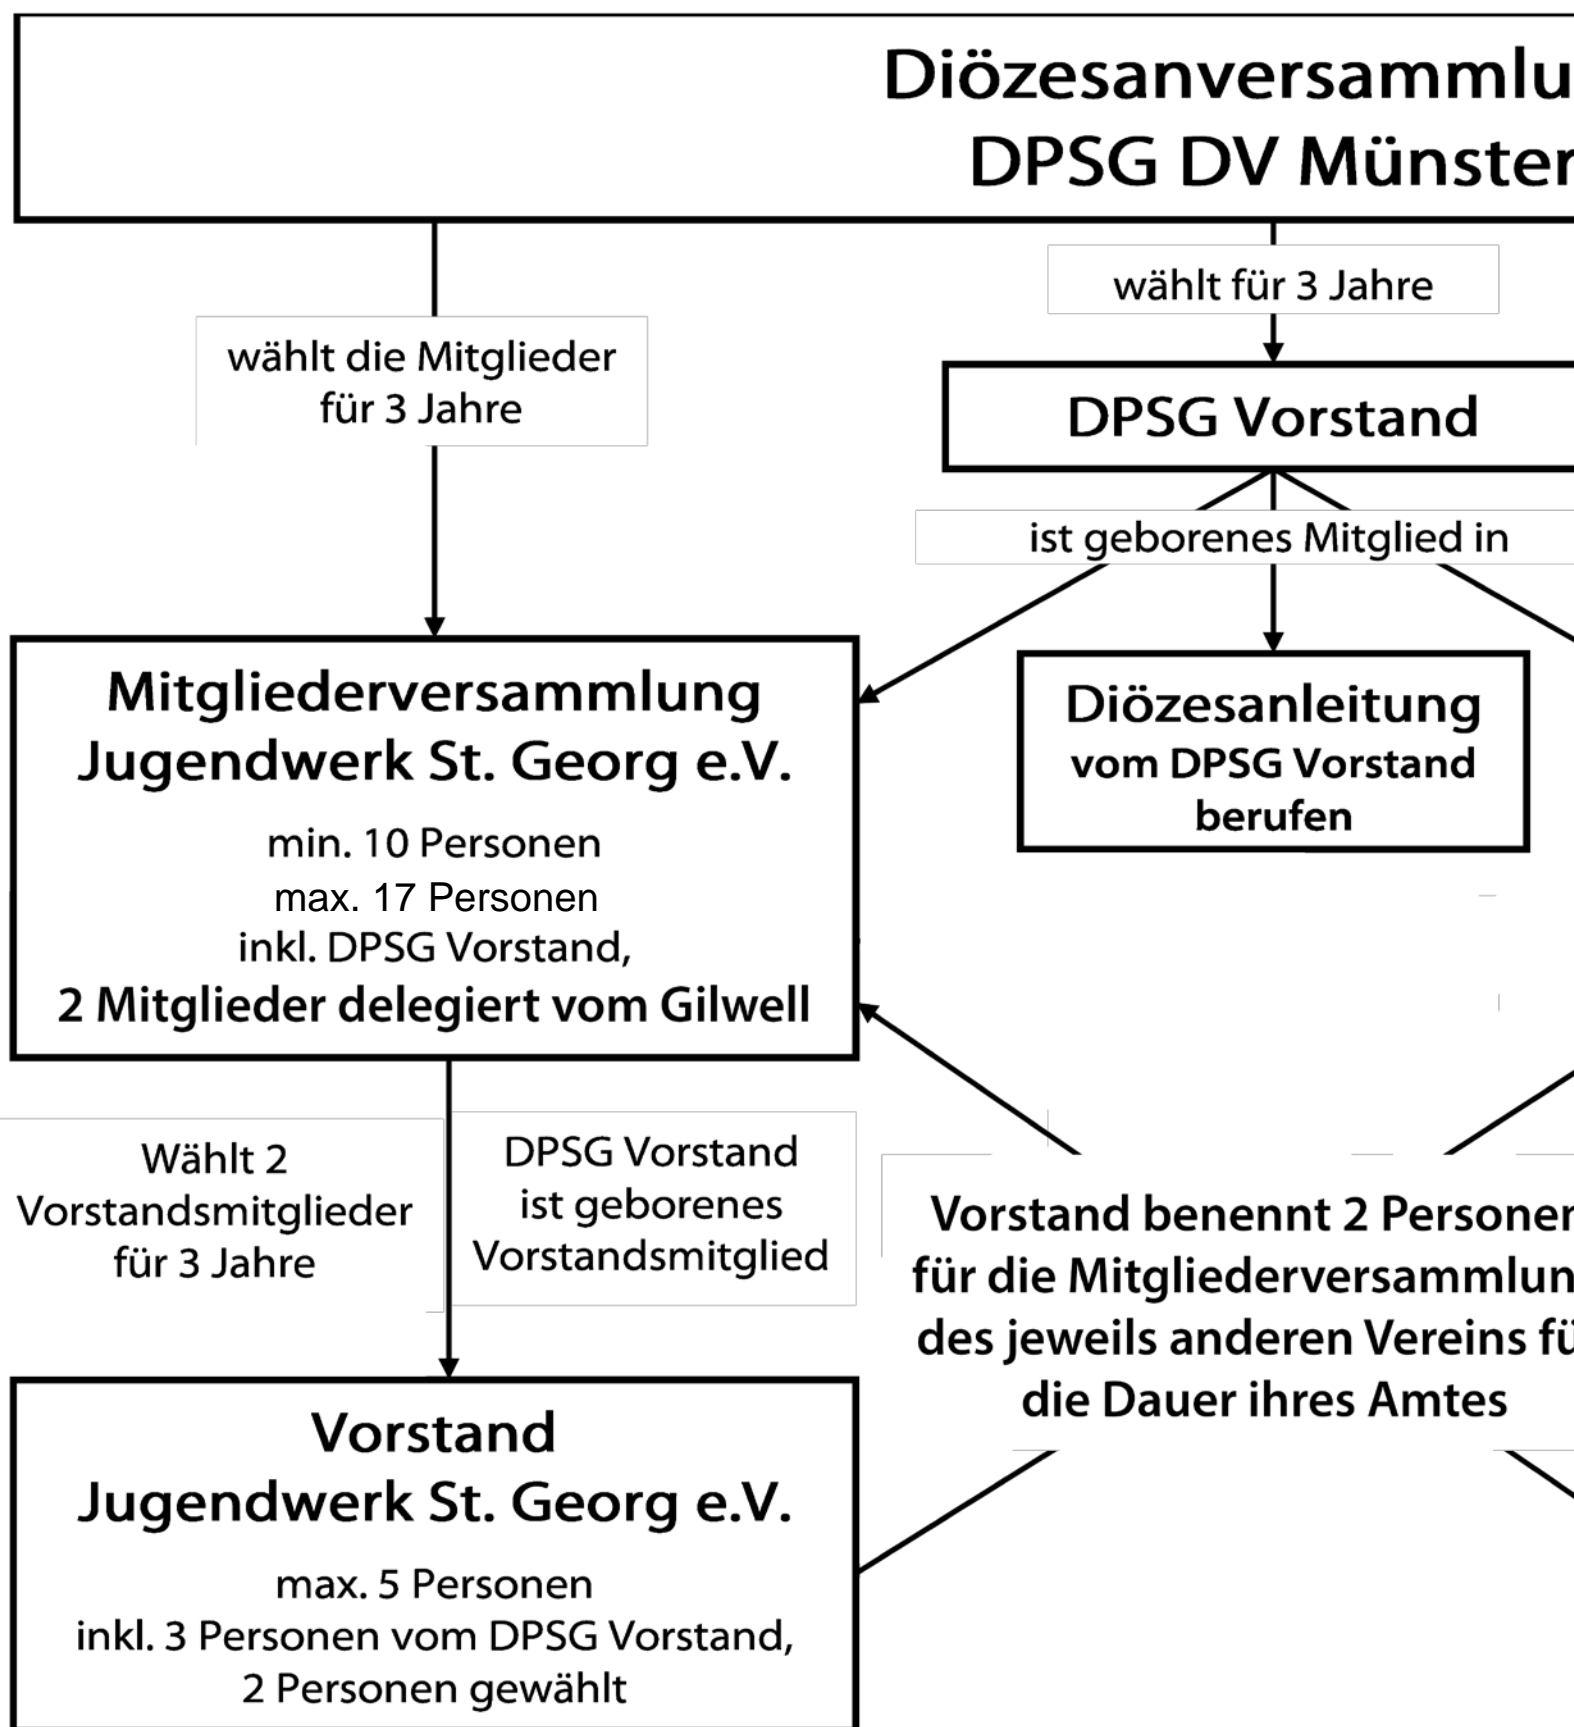 Diözesanversammlu
DPSG DV Münster
wählt für 3 Jahre
wählt die Mitglieder
für 3 Jahre
DPSG Vorstand
ist geborenes Mitglied in
Mitgliederversammlung
Jugendwerk St. Georg e.V.
min. 10 Personen
max. 17 Personen
inkl. DPSG Vorstand,
2 Mitglieder delegiert vom Gilwell
Diözesanleitung
vom DPSG Vorstand
berufen
Wählt 2
Vorstandsmitglieder
für 3 Jahre
DPSG Vorstand
ist geborenes
Vorstandsmitglied
Vorstand benennt 2 Personen
für die Mitgliederversammlun
des jeweils anderen Vereins fü
die Dauer ihres Amtes
Vorstand
Jugendwerk St. Georg e.V.
max. 5 Personen
inkl. 3 Personen vom DPSG Vorstand,
2 Personen gewählt